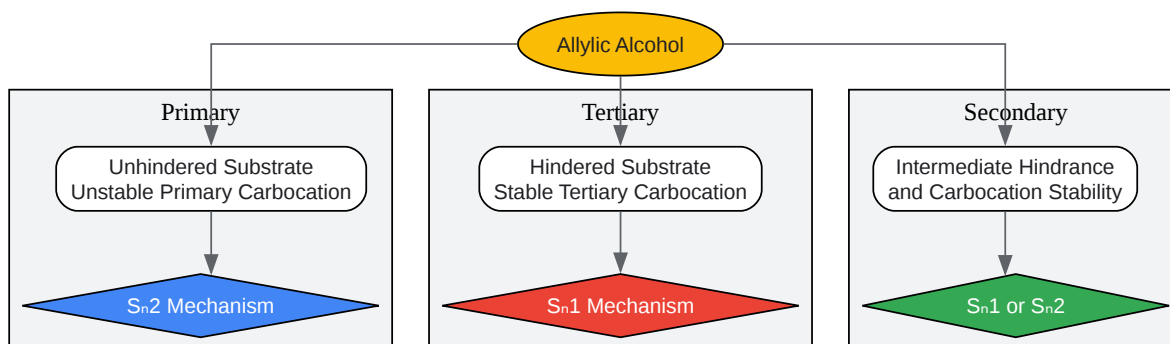 Allylic Alcohol
Primary
Unhindered Substrate
Unstable Primary Carbocation
Sₙ2 Mechanism
Tertiary
Hindered Substrate
Stable Tertiary Carbocation
Sₙ1 Mechanism
Secondary
Intermediate Hindrance
and Carbocation Stability
Sₙ1 or Sₙ2